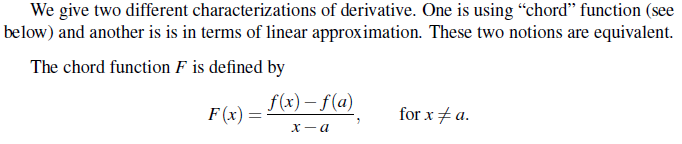 We give two different characterizations of derivative. One is using “chord” function (see
below) and another is is in terms of linear approximation. These two notions are equivalent.
The chord function F is defined by
F(x) = \frac{f(x) − f(a)}{x − a}, for x ≠ a.